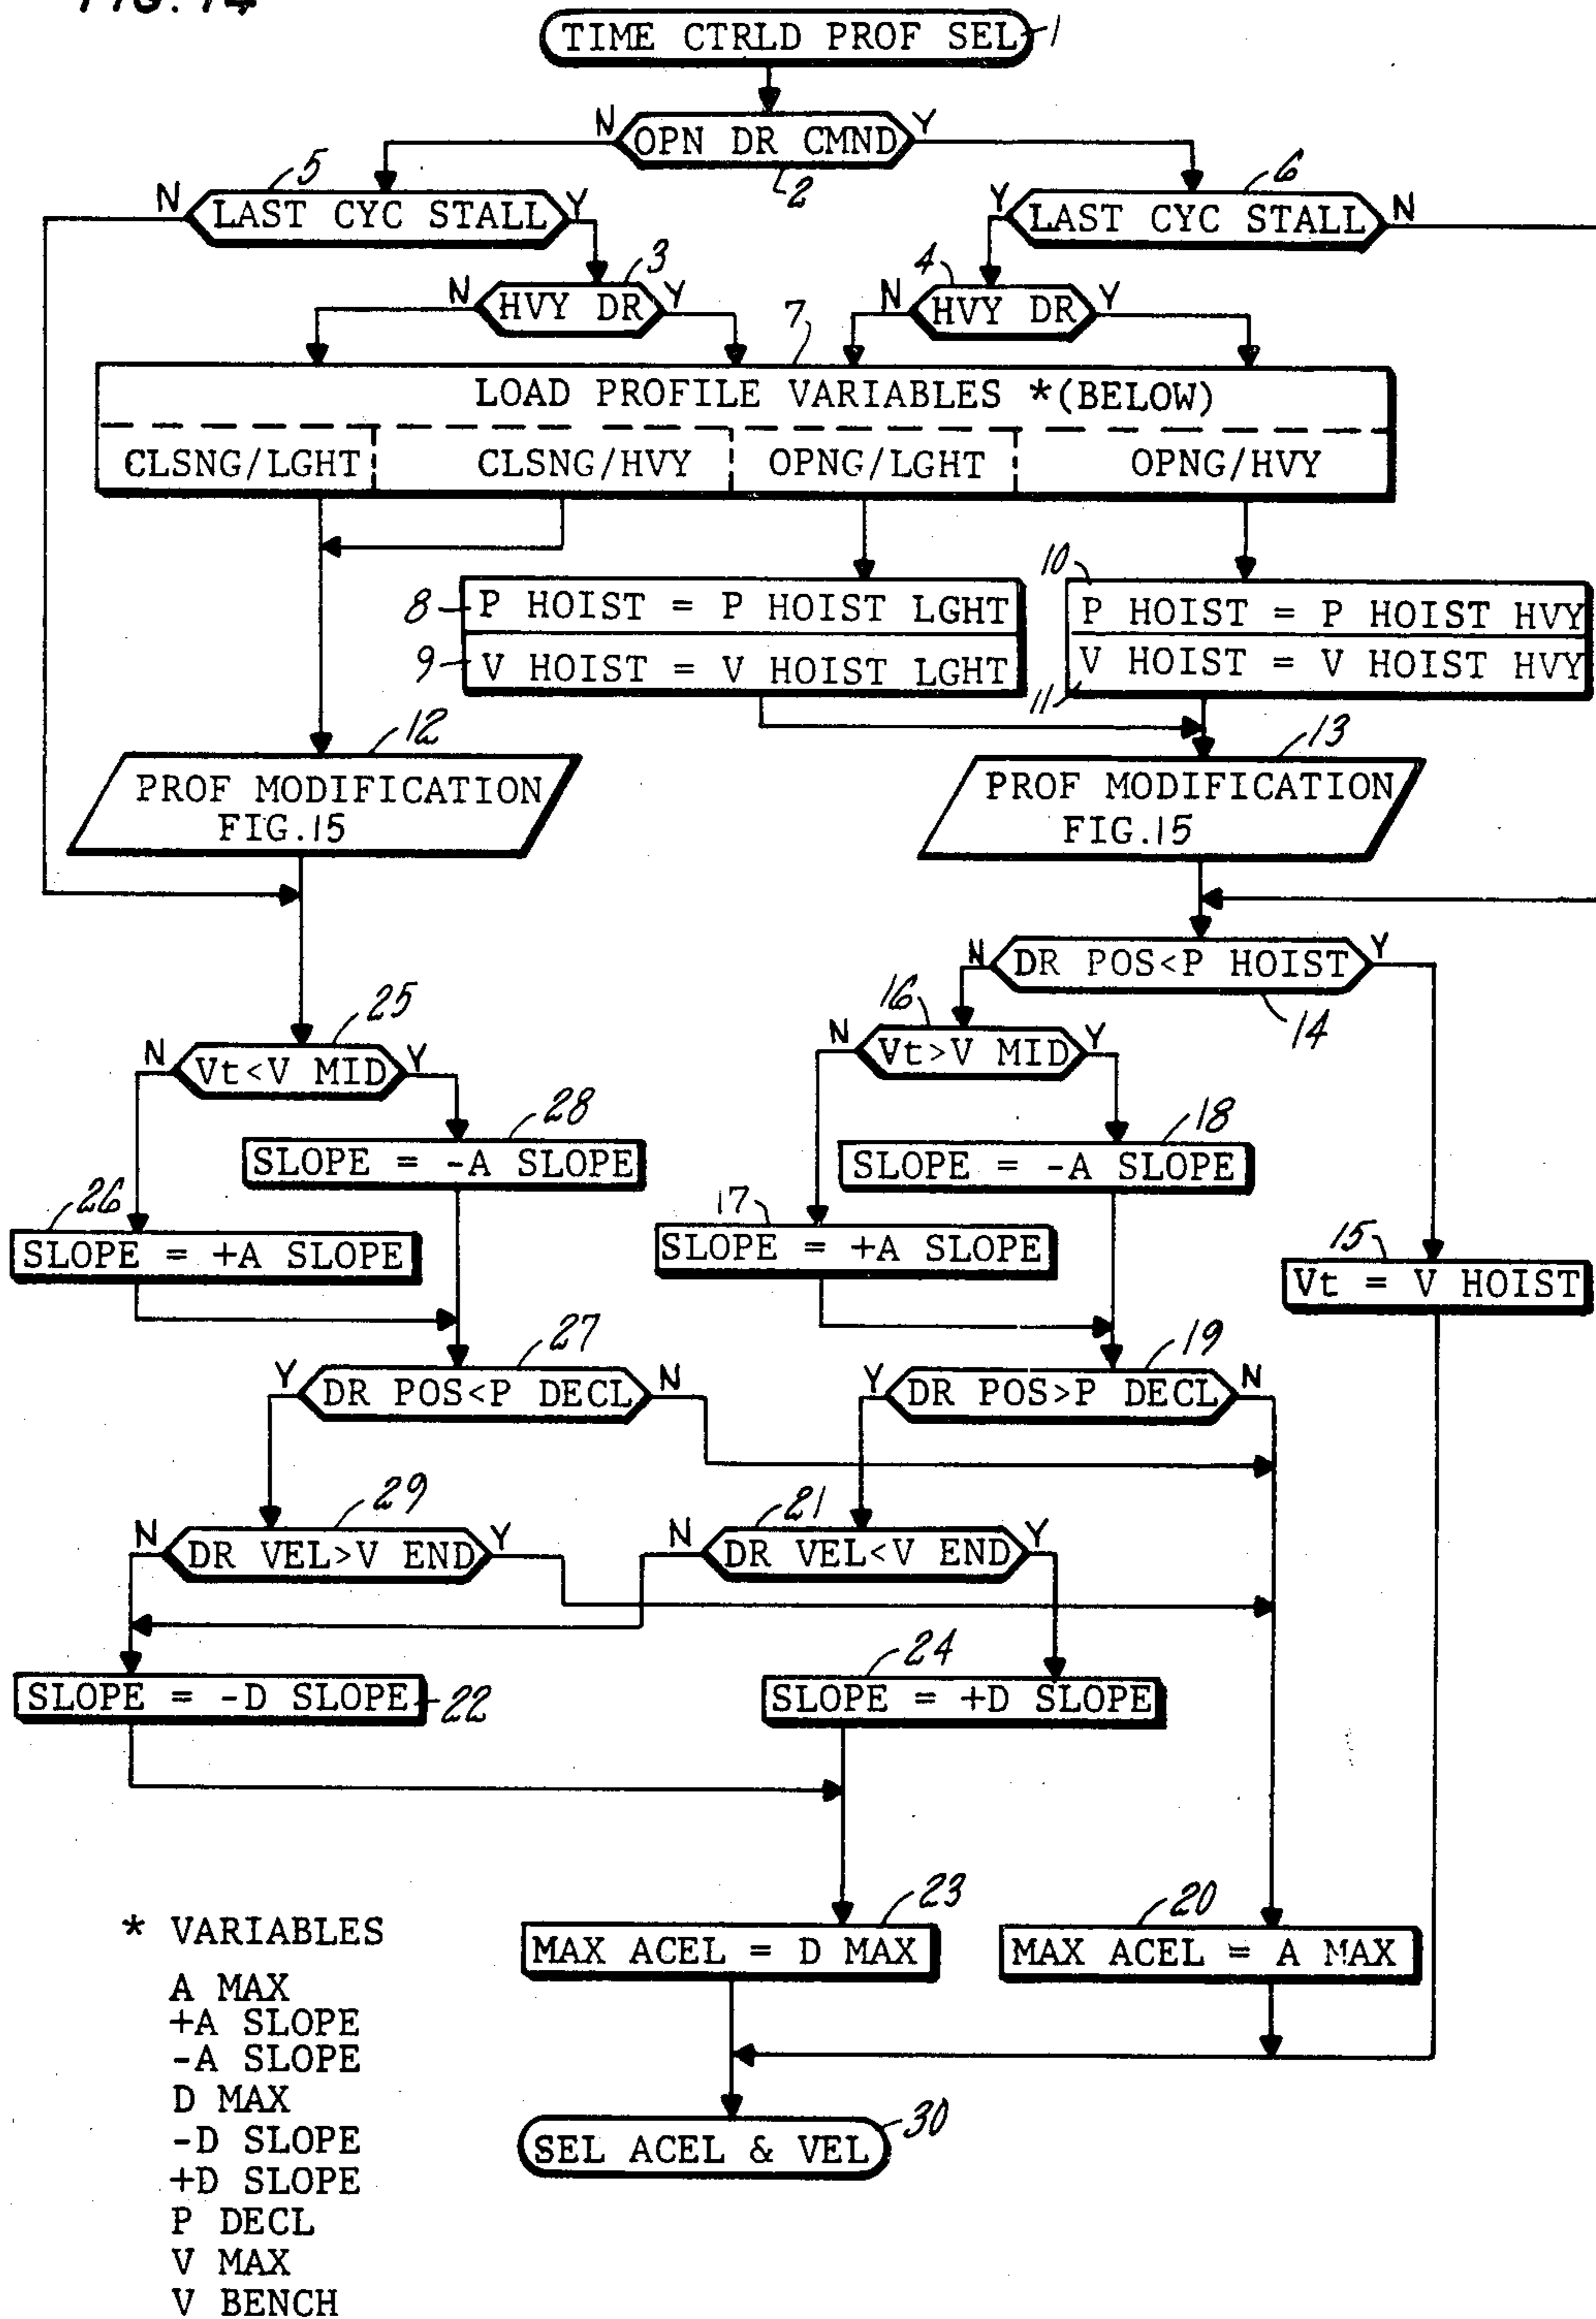 FIG. 14
TIME CTRLD PROF SEL 1
N OPN DR CMND Y
2
5
N LAST CYC STALL Y
6
Y LAST CYC STALL N
3
N HVY DR Y
4
N HVY DR Y
7
LOAD PROFILE VARIABLES *(BELOW)
CLSNG/LGHT CLSNG/HVY OPNG/LGHT OPNG/HVY
8 P HOIST = P HOIST LGHT
9 V HOIST = V HOIST LGHT
10
P HOIST = P HOIST HVY
V HOIST = V HOIST HVY
11
12
PROF MODIFICATION
FIG.15
13
PROF MODIFICATION
FIG.15
N DR POS<P HOIST Y
14
25
N Vt<V MID Y
16
N Vt>V MID Y
28
SLOPE = -A SLOPE
18
SLOPE = -A SLOPE
26
SLOPE = +A SLOPE
17
SLOPE = +A SLOPE
15
Vt = V HOIST
27
Y DR POS<P DECL N
19
Y DR POS>P DECL N
29
N DR VEL>V END Y
21
N DR VEL<V END Y
SLOPE = -D SLOPE 22
24
SLOPE = +D SLOPE
23
MAX ACEL = D MAX
20
MAX ACEL = A MAX
30
SEL ACEL & VEL
* VARIABLES
A MAX
+A SLOPE
-A SLOPE
D MAX
-D SLOPE
+D SLOPE
P DECL
V MAX
V BENCH